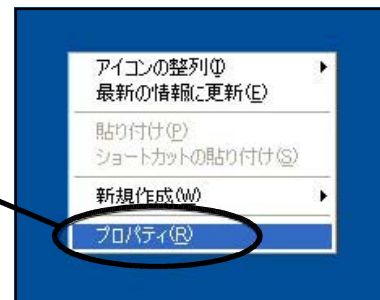 アイコンの整列(I)
最新の情報に更新(E)
貼り付け(P)
ショートカットの貼り付け(S)
新規作成(W)
プロパティ(R)